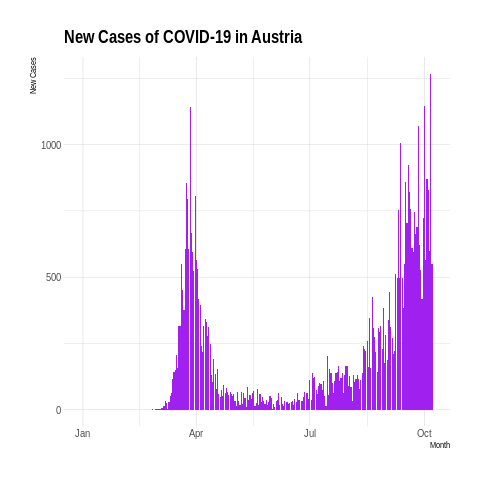 New Cases of COVID-19 in Austria
New Cases
1000
500
0
Jan Apr Jul Oct
Month